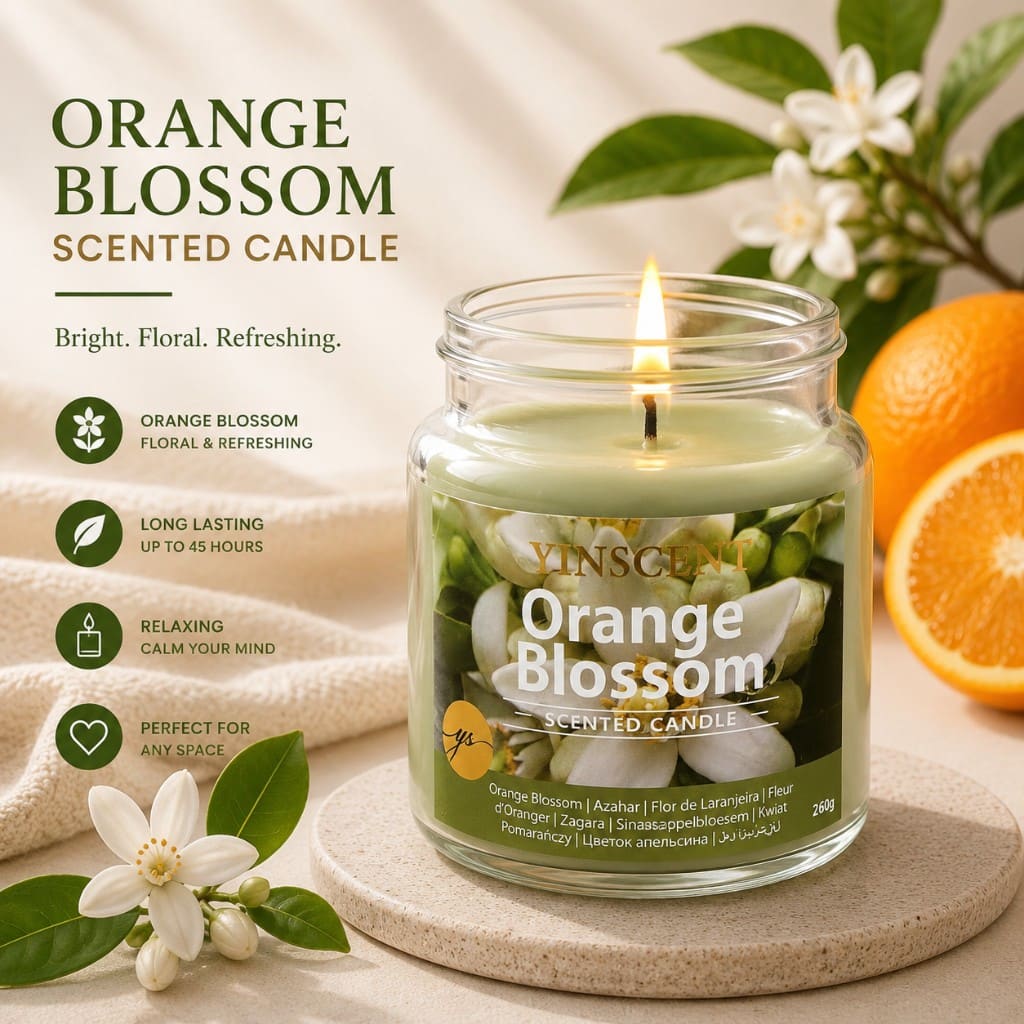 ORANGE
BLOSSOM
SCENTED CANDLE
Bright. Floral. Refreshing.
ORANGE BLOSSOM
FLORAL & REFRESHING
LONG LASTING
UP TO 45 HOURS
RELAXING
CALM YOUR MIND
PERFECT FOR
ANY SPACE
YINSCENT
Orange
Blossom
SCENTED CANDLE
ys
Orange Blossom | Azahar | Flor de Laranjeira | Fleur
d'Oranger | Zagara | Sinaasappelbloesem | Kwiat
Pomarańczy | Цветок апельсина |
260g